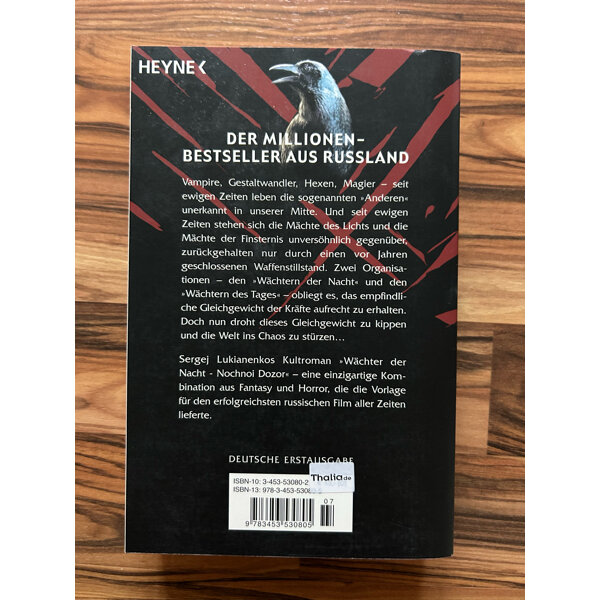 HEYNE
DER MILLIONEN-
BESTSELLER AUS RUSSLAND
Vampire, Gestaltwandler, Hexen, Magier – seit
ewigen Zeiten leben die sogenannten »Anderen«
unerkannt in unserer Mitte. Und seit ewigen
Zeiten stehen sich die Mächte des Lichts und die
Mächte der Finsternis unversöhnlich gegenüber,
zurückgehalten nur durch einen vor Jahren
geschlossenen Waffenstillstand. Zwei Organisa-
tionen – den »Wächtern der Nacht« und den
»Wächtern des Tages« – obliegt es, das empfindli-
che Gleichgewicht der Kräfte aufrecht zu erhalten.
Doch nun droht dieses Gleichgewicht zu kippen
und die Welt ins Chaos zu stürzen…
Sergej Lukianenkos Kultroman »Wächter der
Nacht - Nochnoi Dozor« – eine einzigartige Kom-
bination aus Fantasy und Horror, die die Vorlage
für den erfolgreichsten russischen Film aller Zeiten
lieferte.
DEUTSCHE ERSTAUSGABE
ISBN-10: 3-453-53080-2
Thalia.de
ISBN-13: 978-3-453-5308
07
9 783453 530805